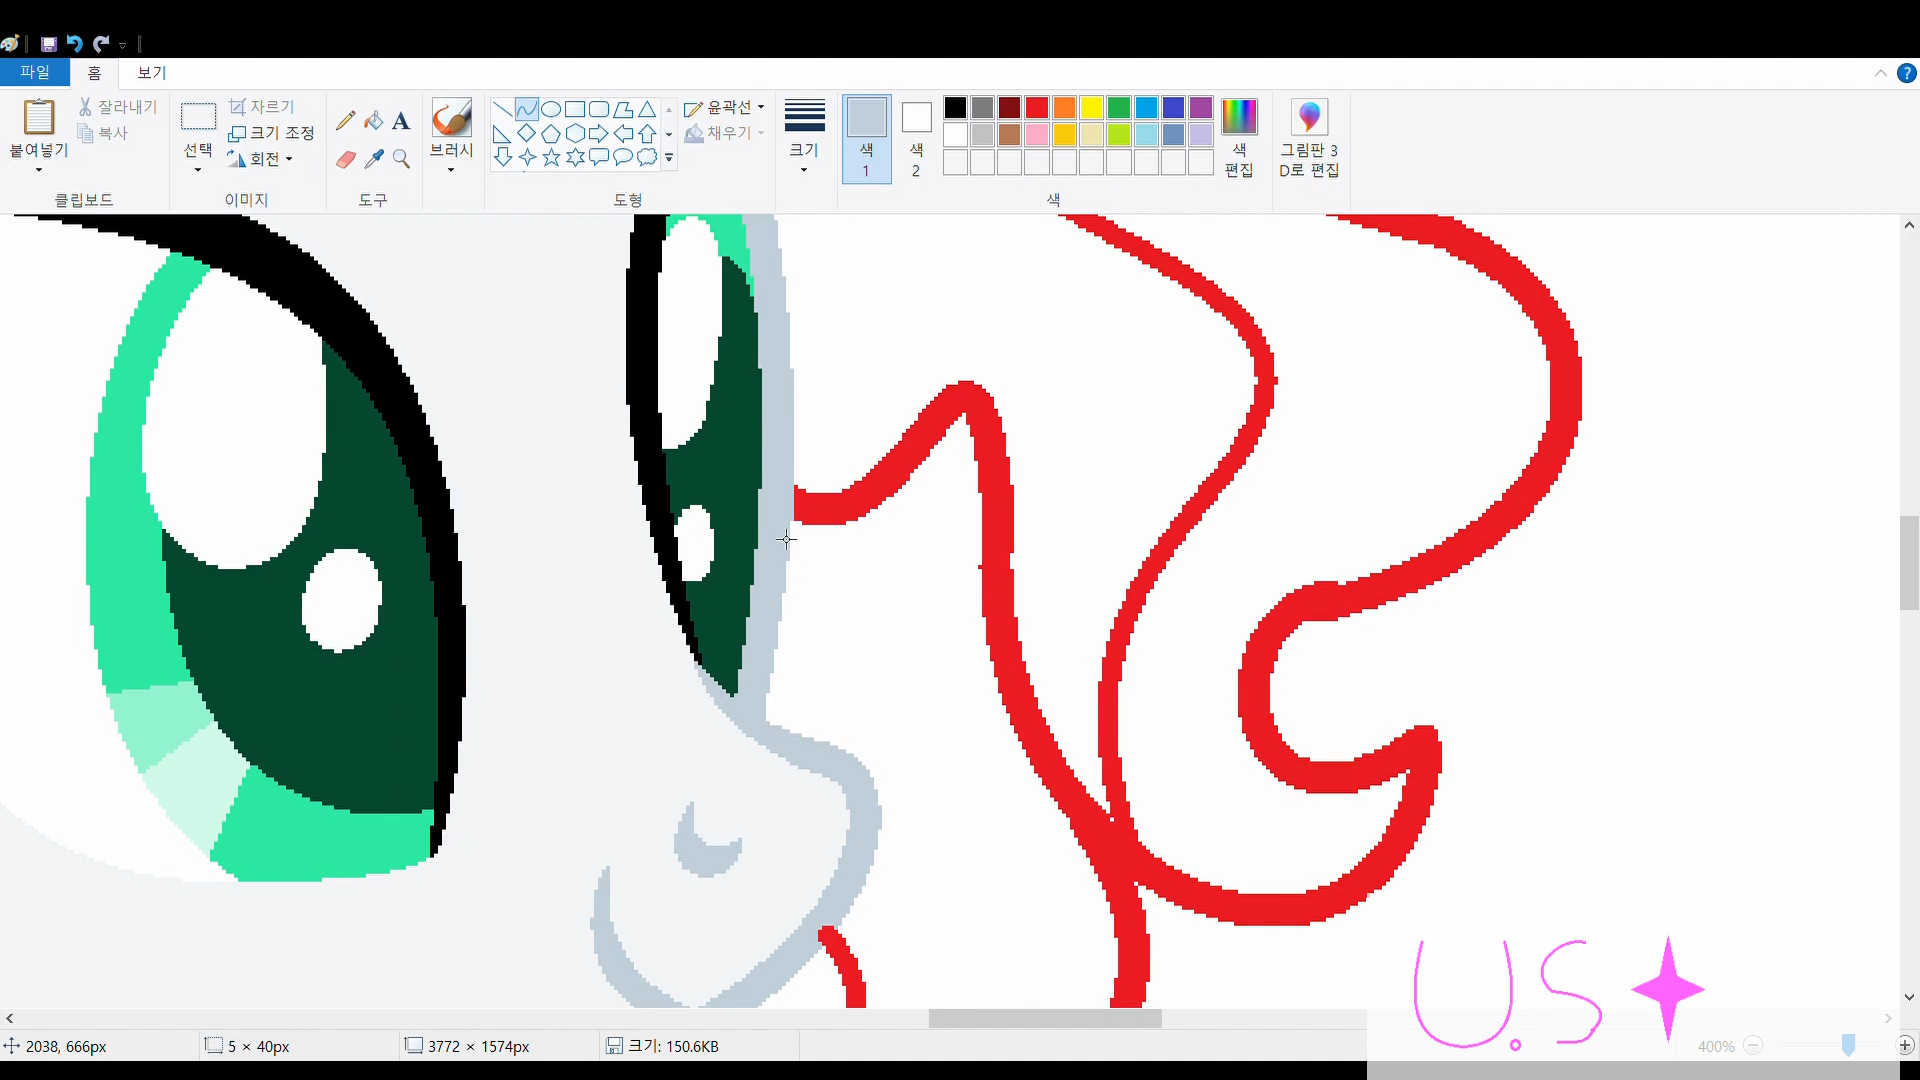 파일 홈 보기
잘라내기 자르기
복사 크기 조정
회전
윤곽선
채우기
붙여넣기 선택 브러시 크기 색 1 색 2 색 편집 그림판 3D로 편집
클립보드 이미지 도구 도형 색
U.S
2038, 666px 5 × 40px 3772 × 1574px 크기: 150.6KB 400%